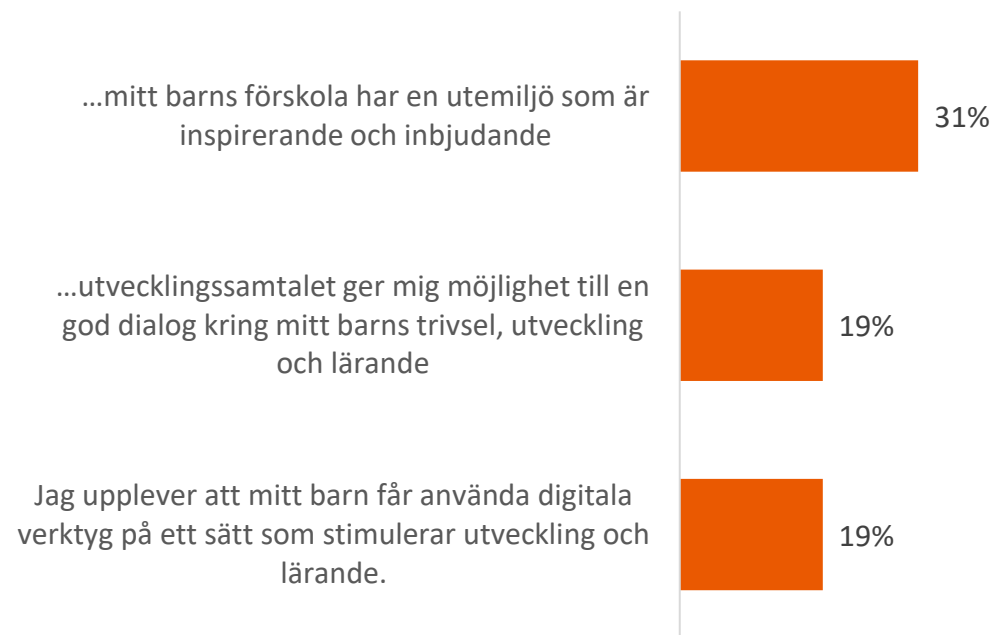 …mitt barns förskola har en utemiljö som är
inspirerande och inbjudande
31%
…utvecklingssamtalet ger mig möjlighet till en
god dialog kring mitt barns trivsel, utveckling
och lärande
19%
Jag upplever att mitt barn får använda digitala
verktyg på ett sätt som stimulerar utveckling och
lärande.
19%